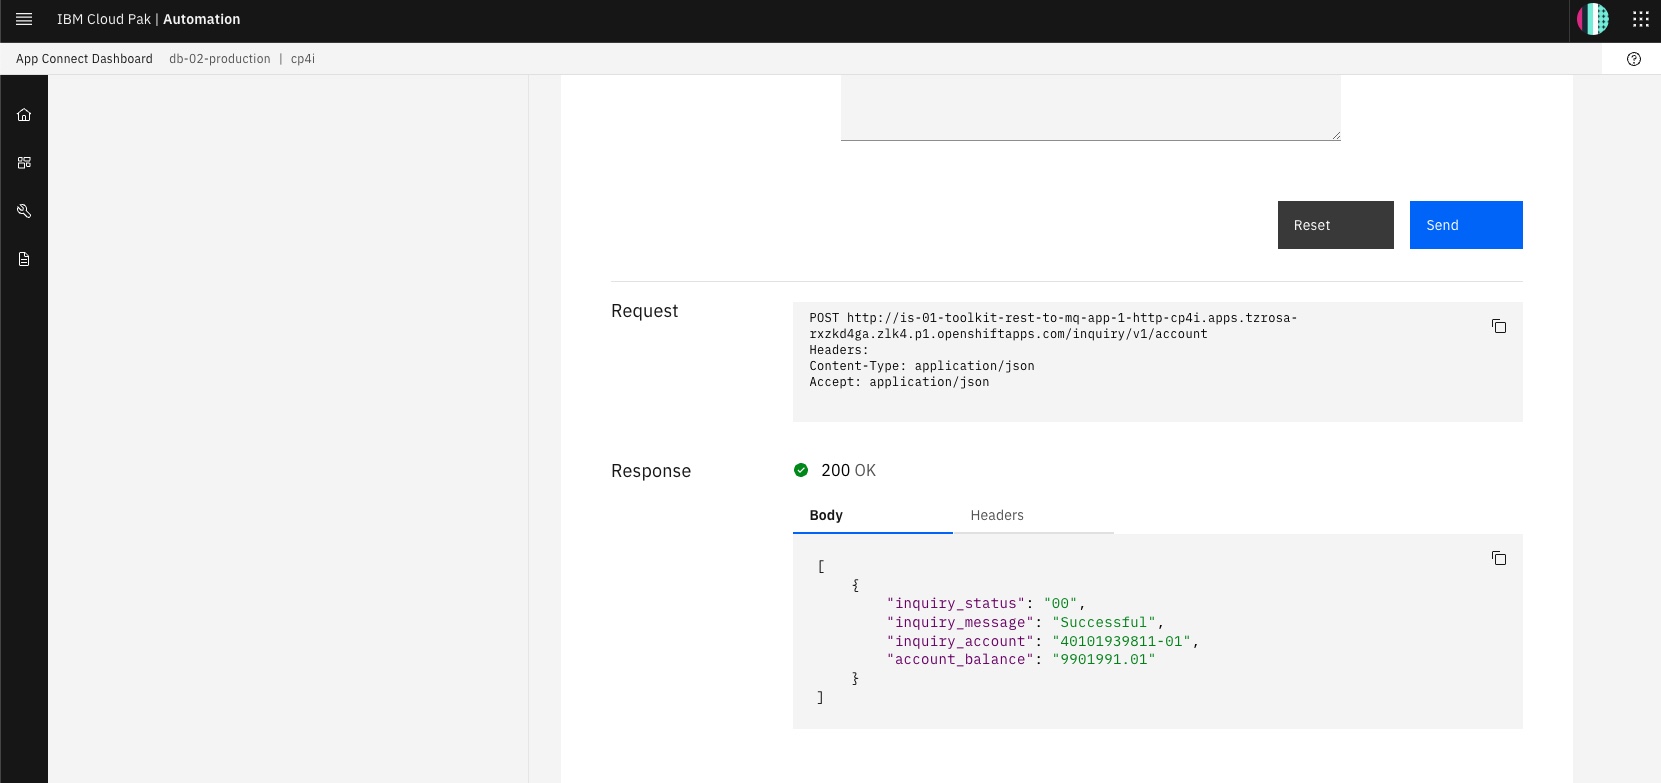 IBM Cloud Pak | Automation
App Connect Dashboard db-02-production | cp4i
Reset Send
Request
POST http://is-01-toolkit-rest-to-mq-app-1-http-cp4i.apps.tzrosa-
rxzkd4ga.zlk4.p1.openshiftapps.com/inquiry/v1/account
Headers:
Content-Type: application/json
Accept: application/json
Response
200 OK
Body Headers
[
{
"inquiry_status": "00",
"inquiry_message": "Successful",
"inquiry_account": "40101939811-01",
"account_balance": "9901991.01"
}
]